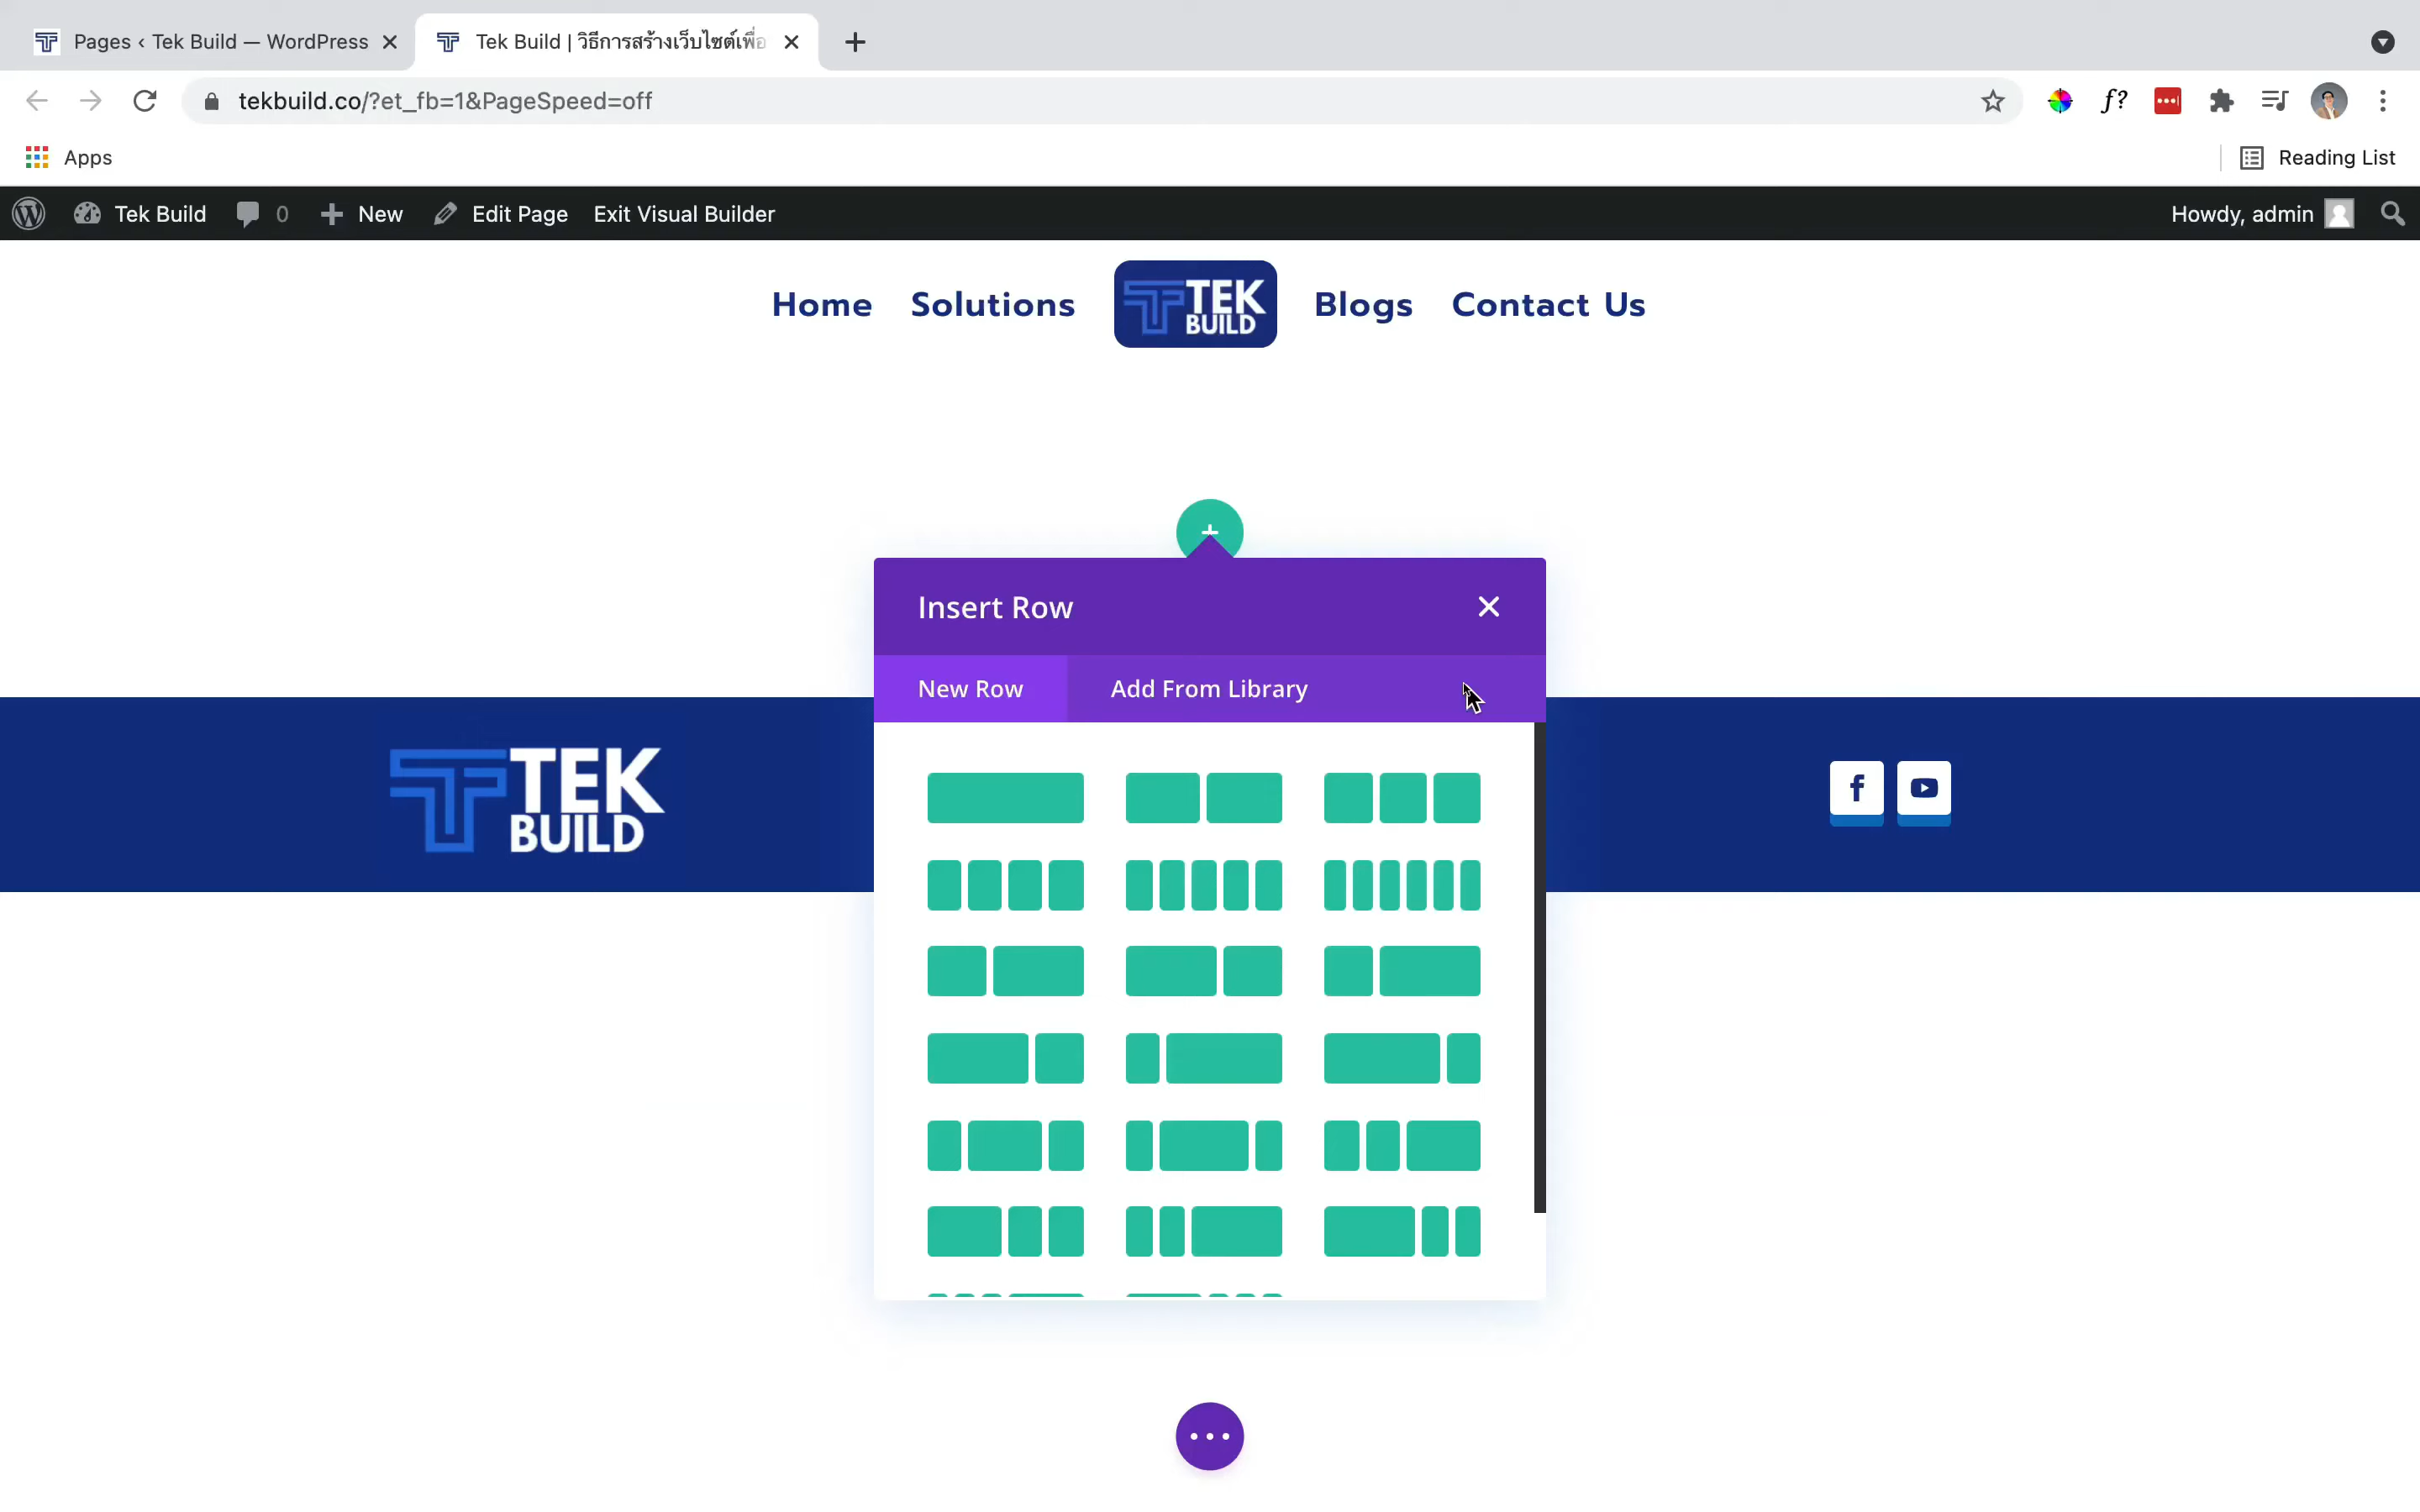 Pages ‹ Tek Build — WordPress
Tek Build | วิธีการสร้างเว็บไซต์เพื่อ
tekbuild.co/?et_fb=1&PageSpeed=off
f?
Apps
Reading List
Tek Build
0
New
Edit Page
Exit Visual Builder
Howdy, admin
Home
Solutions
TEK
BUILD
Blogs
Contact Us
Insert Row
New Row
Add From Library
TEK
BUILD